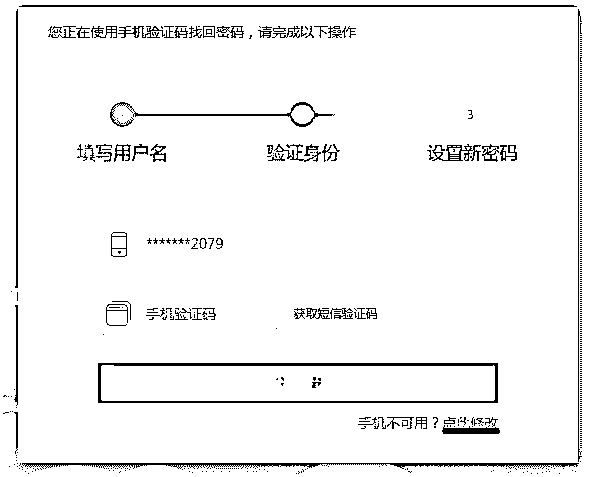 您正在使用手机验证码找回密码，请完成以下操作
3
填写用户名 验证身份 设置新密码
*******2079
手机验证码 获取短信验证码
手机不可用？点此修改